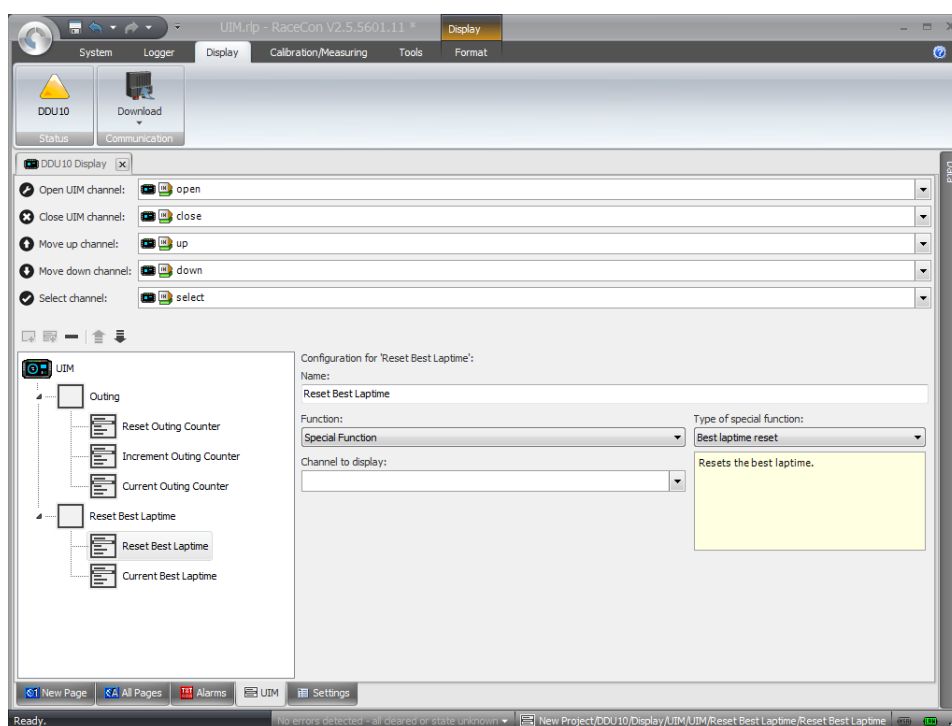 UIM.rlp - RaceCon V2.5.5601.11 *
Display
System Logger Display Calibration/Measuring Tools Format
DDU10 Download
Status Communication
DDU10 Display
Data
Open UIM channel: open
Close UIM channel: close
Move up channel: up
Move down channel: down
Select channel: select
UIM
Outing
Reset Outing Counter
Increment Outing Counter
Current Outing Counter
Reset Best Laptime
Reset Best Laptime
Current Best Laptime
Configuration for 'Reset Best Laptime':
Name:
Reset Best Laptime
Function: Type of special function:
Special Function Best laptime reset
Channel to display: Resets the best laptime.
New Page All Pages Alarms UIM Settings
Ready. No errors detected - all cleared or state unknown New Project/DDU10/Display/UIM/UIM/Reset Best Laptime/Reset Best Laptime